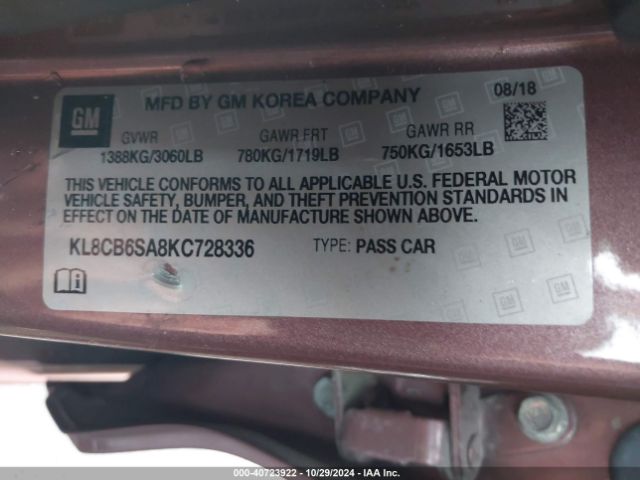 GM
MFD BY GM KOREA COMPANY
08/18
GVWR GAWR FRT GAWR RR
1388KG/3060LB 780KG/1719LB 750KG/1653LB
THIS VEHICLE CONFORMS TO ALL APPLICABLE U.S. FEDERAL MOTOR
VEHICLE SAFETY, BUMPER, AND THEFT PREVENTION STANDARDS IN
EFFECT ON THE DATE OF MANUFACTURE SHOWN ABOVE.
KL8CB6SA8KC728336 TYPE: PASS CAR
000-40723922 - 10/29/2024 - IAA Inc.